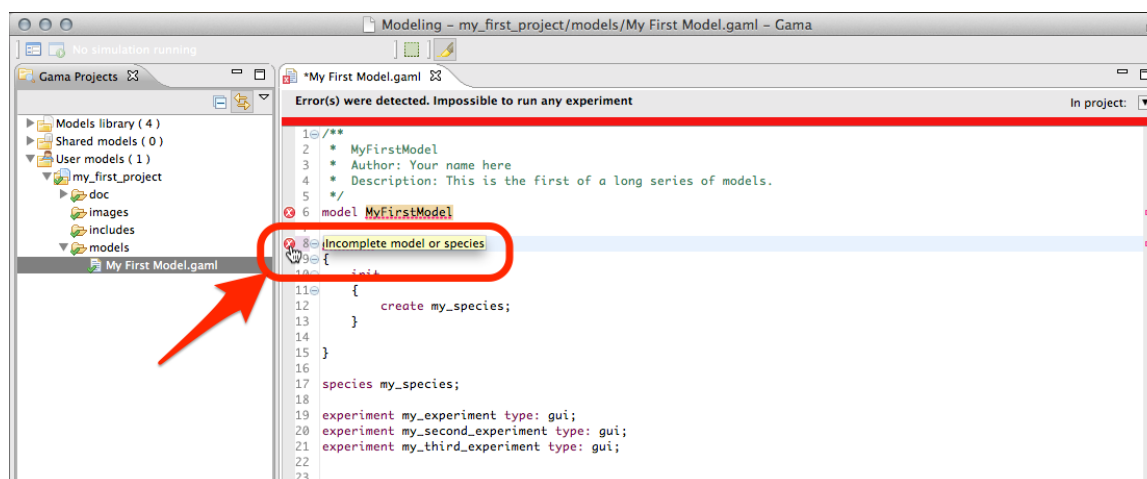 Modeling – my_first_project/models/My First Model.gaml – Gama
No simulation running
Gama Projects
*My First Model.gaml
Error(s) were detected. Impossible to run any experiment
In project:
Models library ( 4 )
Shared models ( 0 )
User models ( 1 )
my_first_project
doc
images
includes
models
My First Model.gaml
1 /**
2 * MyFirstModel
3 * Author: Your name here
4 * Description: This is the first of a long series of models.
5 */
6 model MyFirstModel
8 Incomplete model or species
9 {
10 init
11 {
12 create my_species;
13 }
14
15 }
16
17 species my_species;
18
19 experiment my_experiment type: gui;
20 experiment my_second_experiment type: gui;
21 experiment my_third_experiment type: gui;
22
23